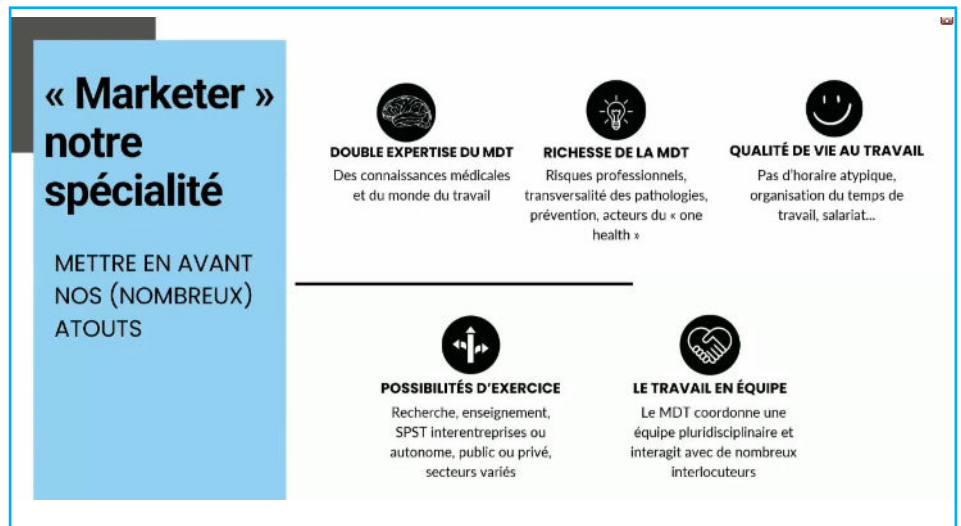 « Marketer »
notre
spécialité
METTRE EN AVANT
NOS (NOMBREUX)
ATOUTS
DOUBLE EXPERTISE DU MDT
Des connaissances médicales
et du monde du travail
RICHESSE DE LA MDT
Risques professionnels,
transversalité des pathologies,
prévention, acteurs du « one
health »
QUALITÉ DE VIE AU TRAVAIL
Pas d'horaire atypique,
organisation du temps de
travail, salariat...
POSSIBILITÉS D'EXERCICE
Recherche, enseignement,
SPST interentreprises ou
autonome, public ou privé,
secteurs variés
LE TRAVAIL EN ÉQUIPE
Le MDT coordonne une
équipe pluridisciplinaire et
interagit avec de nombreux
interlocuteurs